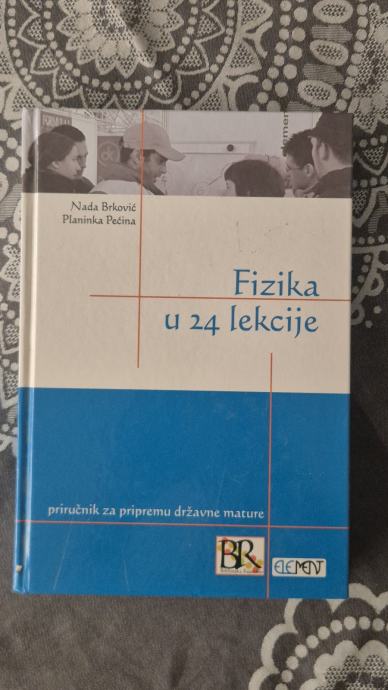 Nada Brković
Planinka Pećina
Fizika
u 24 lekcije
priručnik za pripremu državne mature
BR
ELEMENT